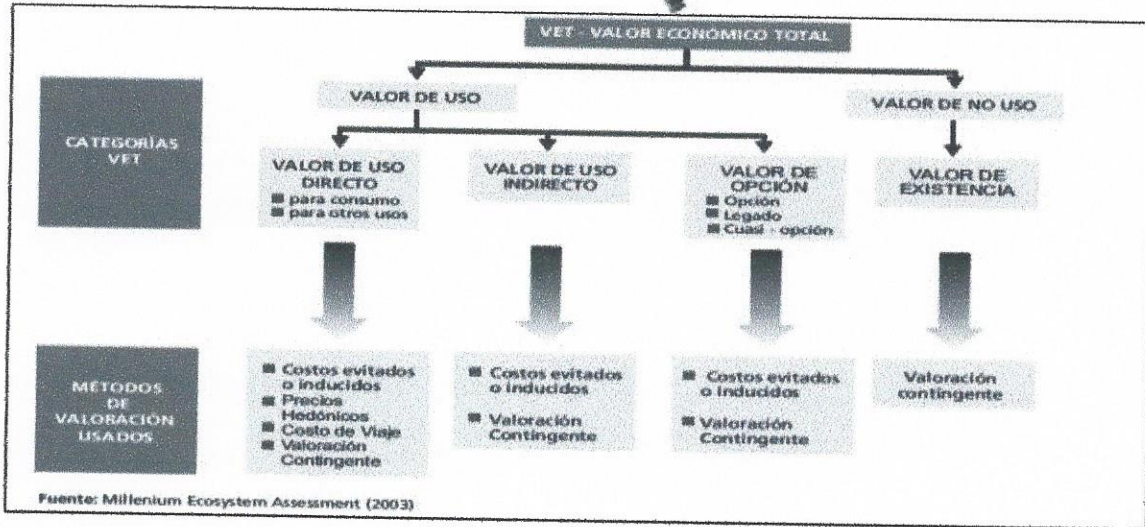 VET - VALOR ECONÓMICO TOTAL
VALOR DE USO
VALOR DE NO USO
CATEGORÍAS
VET
VALOR DE USO
DIRECTO
■ para consumo
■ para otros usos
VALOR DE USO
INDIRECTO
VALOR DE
OPCIÓN
■ Opción
■ Legado
■ Cuasi - opción
VALOR DE
EXISTENCIA
MÉTODOS
DE
VALORACIÓN
USADOS
■ Costos evitados
o inducidos
■ Precios
Hedónicos
■ Costo de Viaje
■ Valoración
Contingente
■ Costos evitados
o inducidos
■ Valoración
Contingente
■ Costos evitados
o inducidos
■ Valoración
Contingente
Valoración
contingente
Fuente: Millenium Ecosystem Assessment (2003)